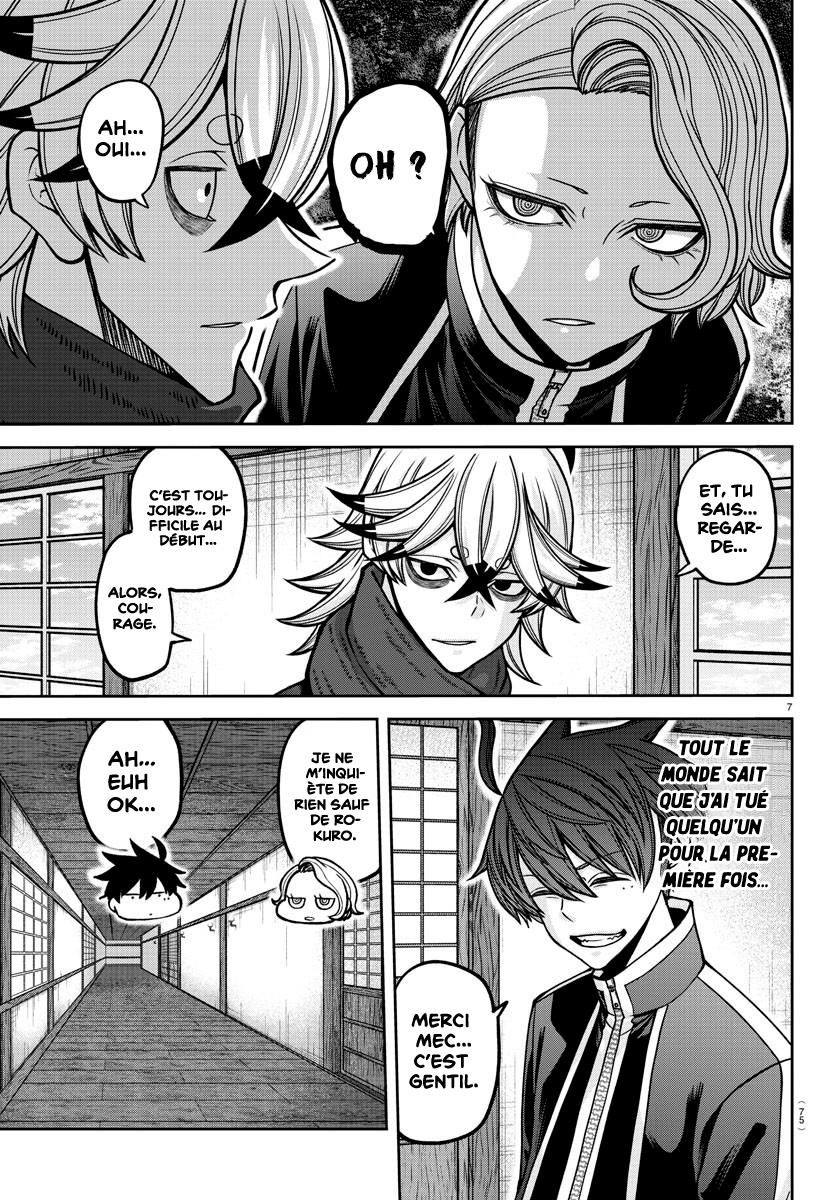 OH ?
AH...
OUI...
ET, TU
SAIS...
REGAR-
DE...
C'EST TOU-
JOURS... DI-
FFICILE AU
DÉBUT...
ALORS,
COU-
RAGE.
7
TOUT LE
MONDE SAIT
QUE J'AI TUÉ
QUELQU'UN
POUR LA PRE-
MIÈRE FOIS...
MERCI
MEC...
C'EST
GENTIL.
JE NE
M'INQUI-
ÈTE DE
RIEN SAUF
DE RO-
KURO.
AH...
EUH
OK...
(75)